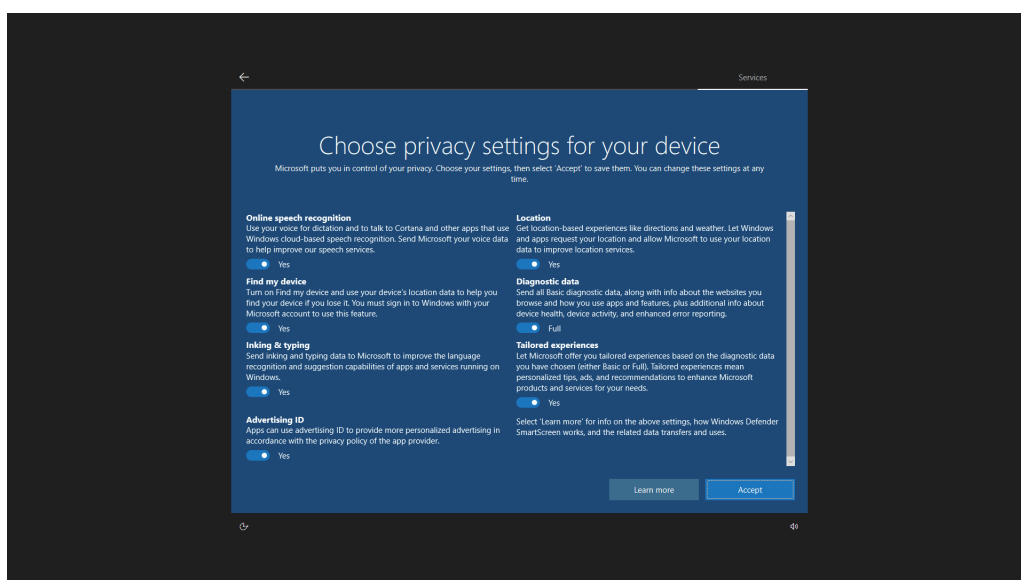 Services
Choose privacy settings for your device
Microsoft puts you in control of your privacy. Choose your settings, then select 'Accept' to save them. You can change these settings at any
time.
Online speech recognition
Use your voice for dictation and to talk to Cortana and other apps that use
Windows cloud-based speech recognition. Send Microsoft your voice data
to help improve our speech services.
Yes
Find my device
Turn on Find my device and use your device's location data to help you
find your device if you lose it. You must sign in to Windows with your
Microsoft account to use this feature.
Yes
Inking & typing
Send inking and typing data to Microsoft to improve the language
recognition and suggestion capabilities of apps and services running on
Windows.
Yes
Advertising ID
Apps can use advertising ID to provide more personalized advertising in
accordance with the privacy policy of the app provider.
Yes
Location
Get location-based experiences like directions and weather. Let Windows
and apps request your location and allow Microsoft to use your location
data to improve location services.
Yes
Diagnostic data
Send all Basic diagnostic data, along with info about the websites you
browse and how you use apps and features, plus additional info about
device health, device activity, and enhanced error reporting.
Full
Tailored experiences
Let Microsoft offer you tailored experiences based on the diagnostic data
you have chosen (either Basic or Full). Tailored experiences mean
personalized tips, ads, and recommendations to enhance Microsoft
products and services for your needs.
Yes
Select 'Learn more' for info on the above settings, how Windows Defender
SmartScreen works, and the related data transfers and uses.
Learn more
Accept